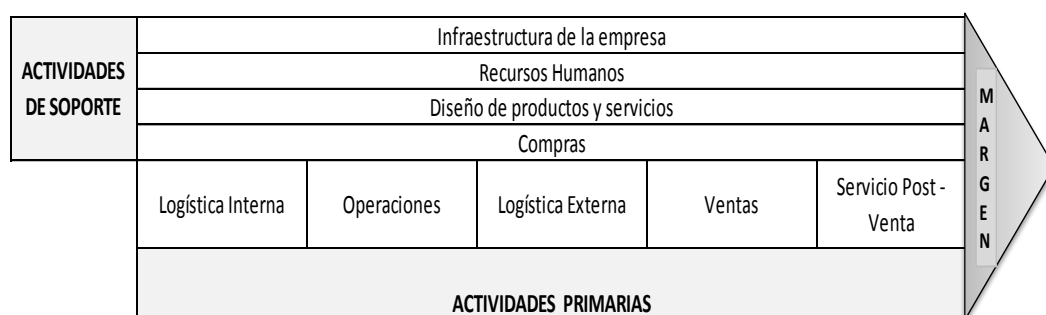 Infraestructura de la empresa
ACTIVIDADES
DE SOPORTE
Recursos Humanos
Diseño de productos y servicios
Compras
Logística Interna
Operaciones
Logística Externa
Ventas
Servicio Post -
Venta
MARGEN
ACTIVIDADES PRIMARIAS